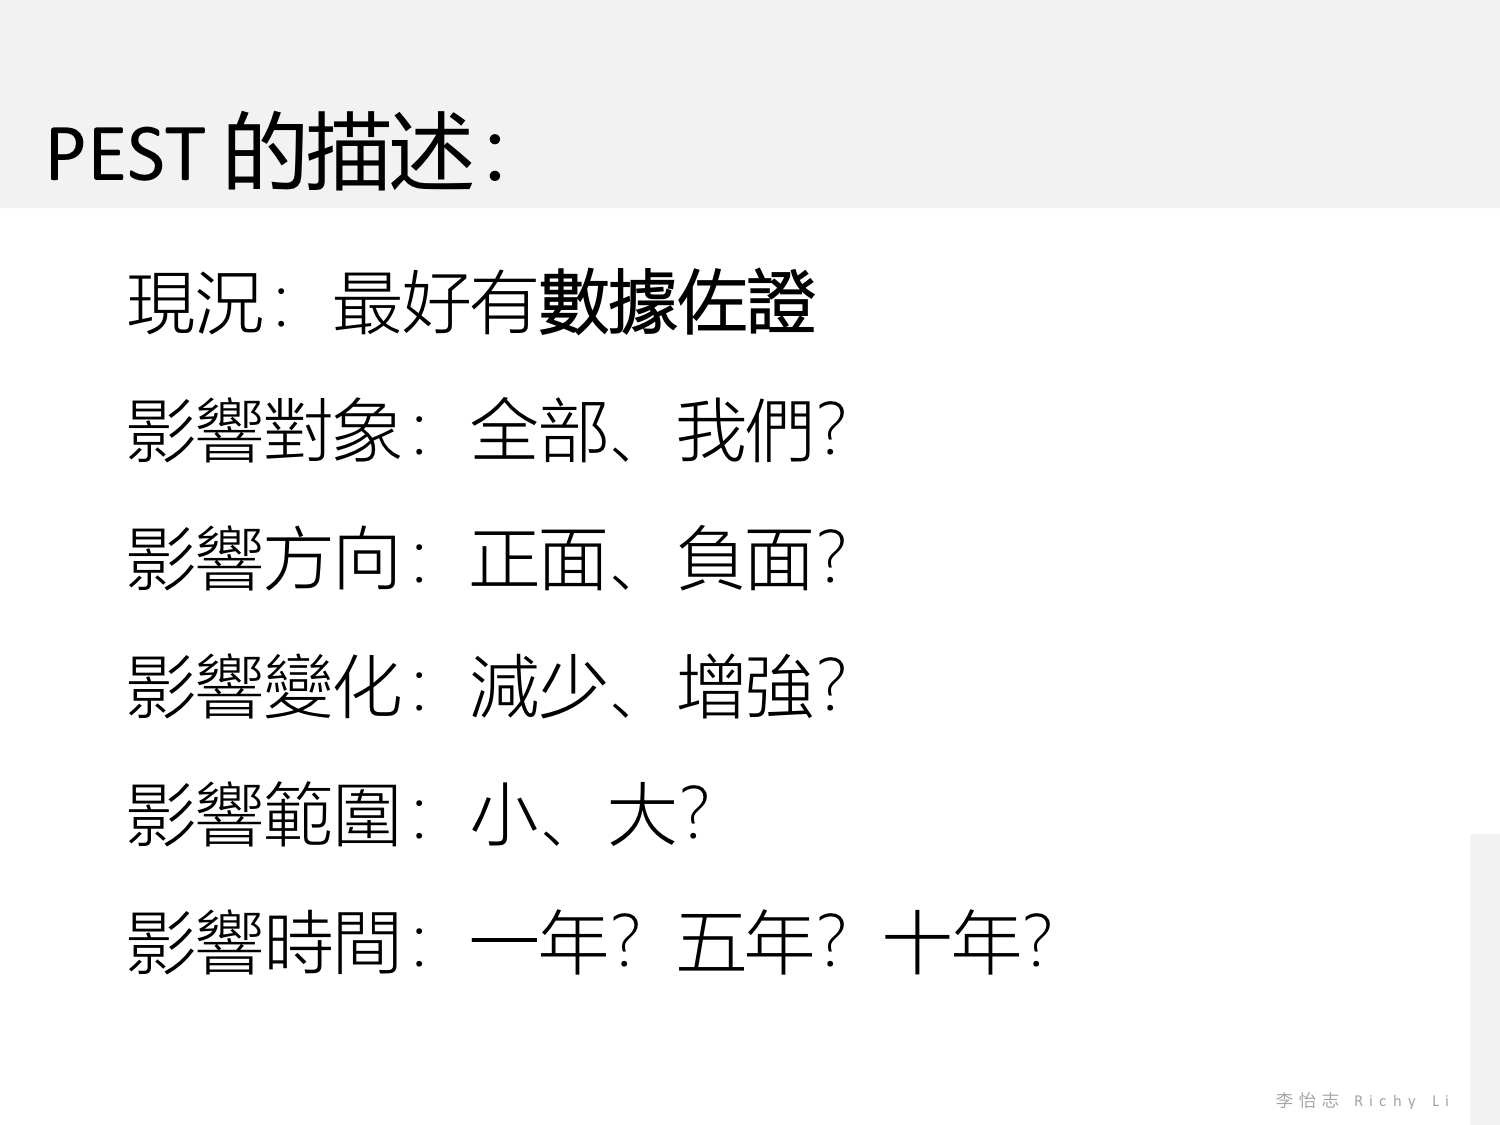 PEST 的描述：
現況：最好有數據佐證
影響對象：全部、我們？
影響方向：正面、負面？
影響變化：減少、增強？
影響範圍：小、大？
影響時間：一年？五年？十年？
李怡志 Richy Li